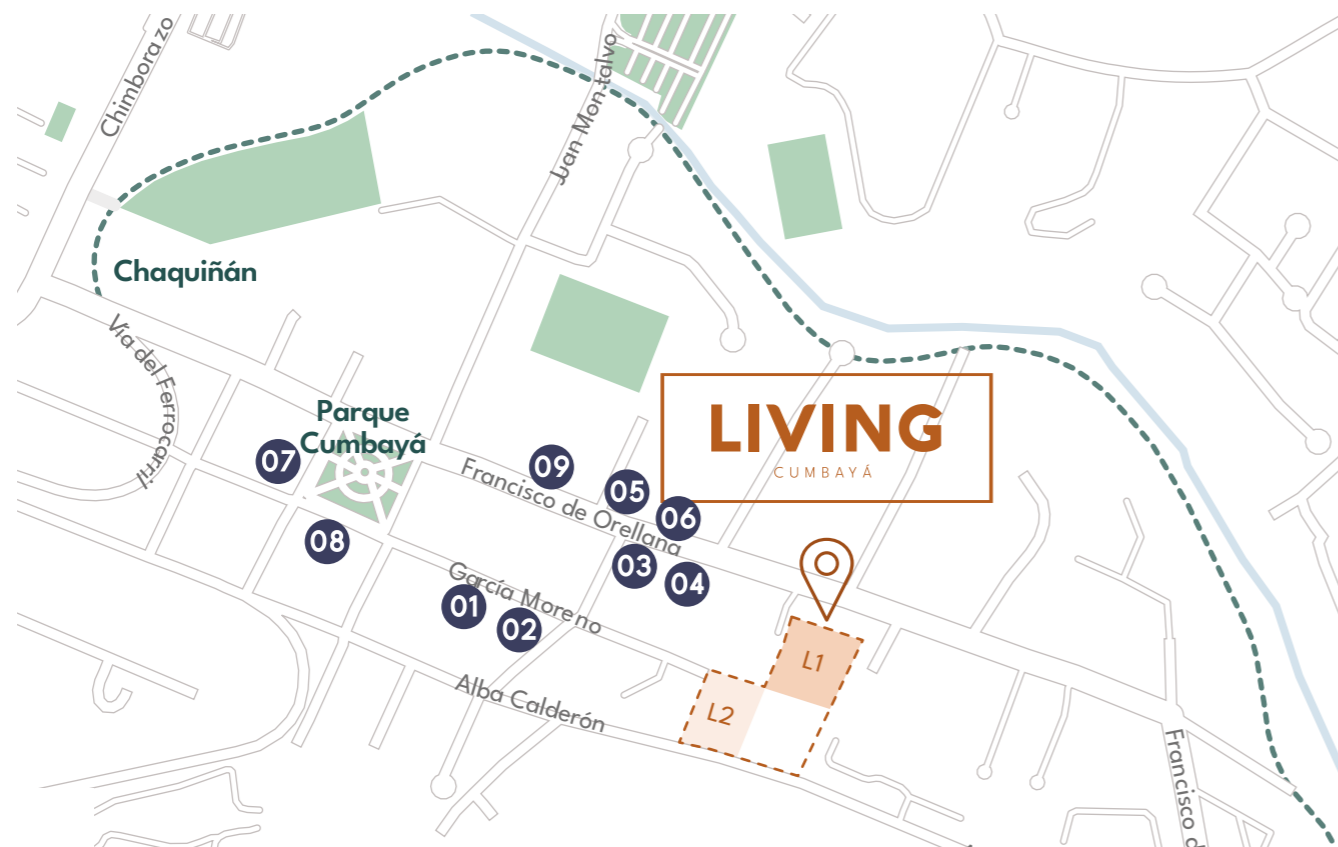 Chimborazo
Juan Montalvo
Chaquiñán
Vía del Ferrocarril
Parque
Cumbayá
LIVING
CUMBAYÁ
07
09
05
06
Francisco de Orellana
08
03
04
García Moreno
01
02
L1
L2
Alba Calderón
Francisco d